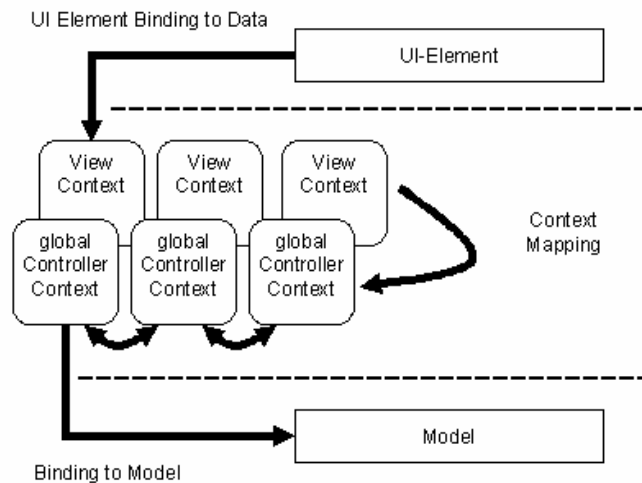 UI Element Binding to Data
UI-Element
View
Context
View
Context
View
Context
global
Controller
Context
global
Controller
Context
global
Controller
Context
Context
Mapping
Model
Binding to Model